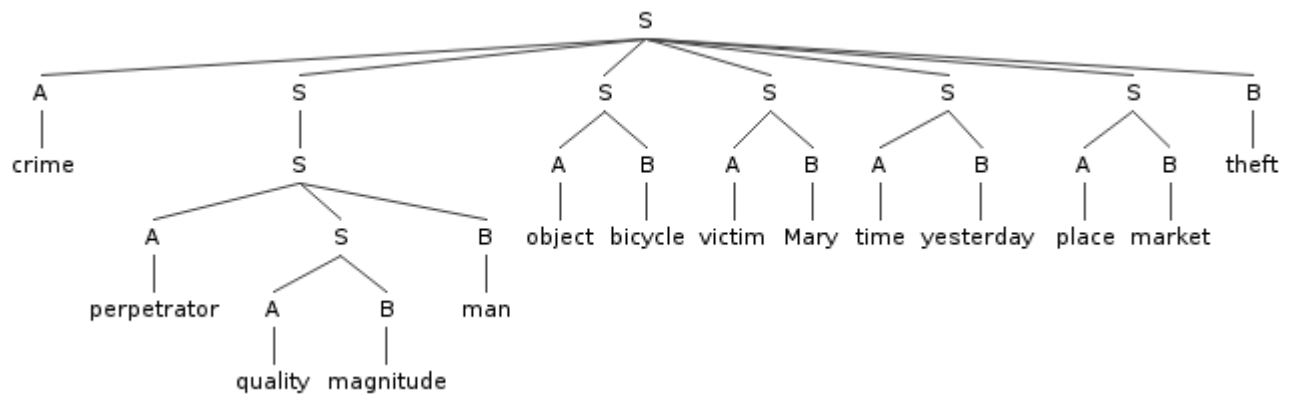 S
A S S S S S B
crime S A B A B A B A B theft
A S B object bicycle victim Mary time yesterday place market
perpetrator A B man
quality magnitude